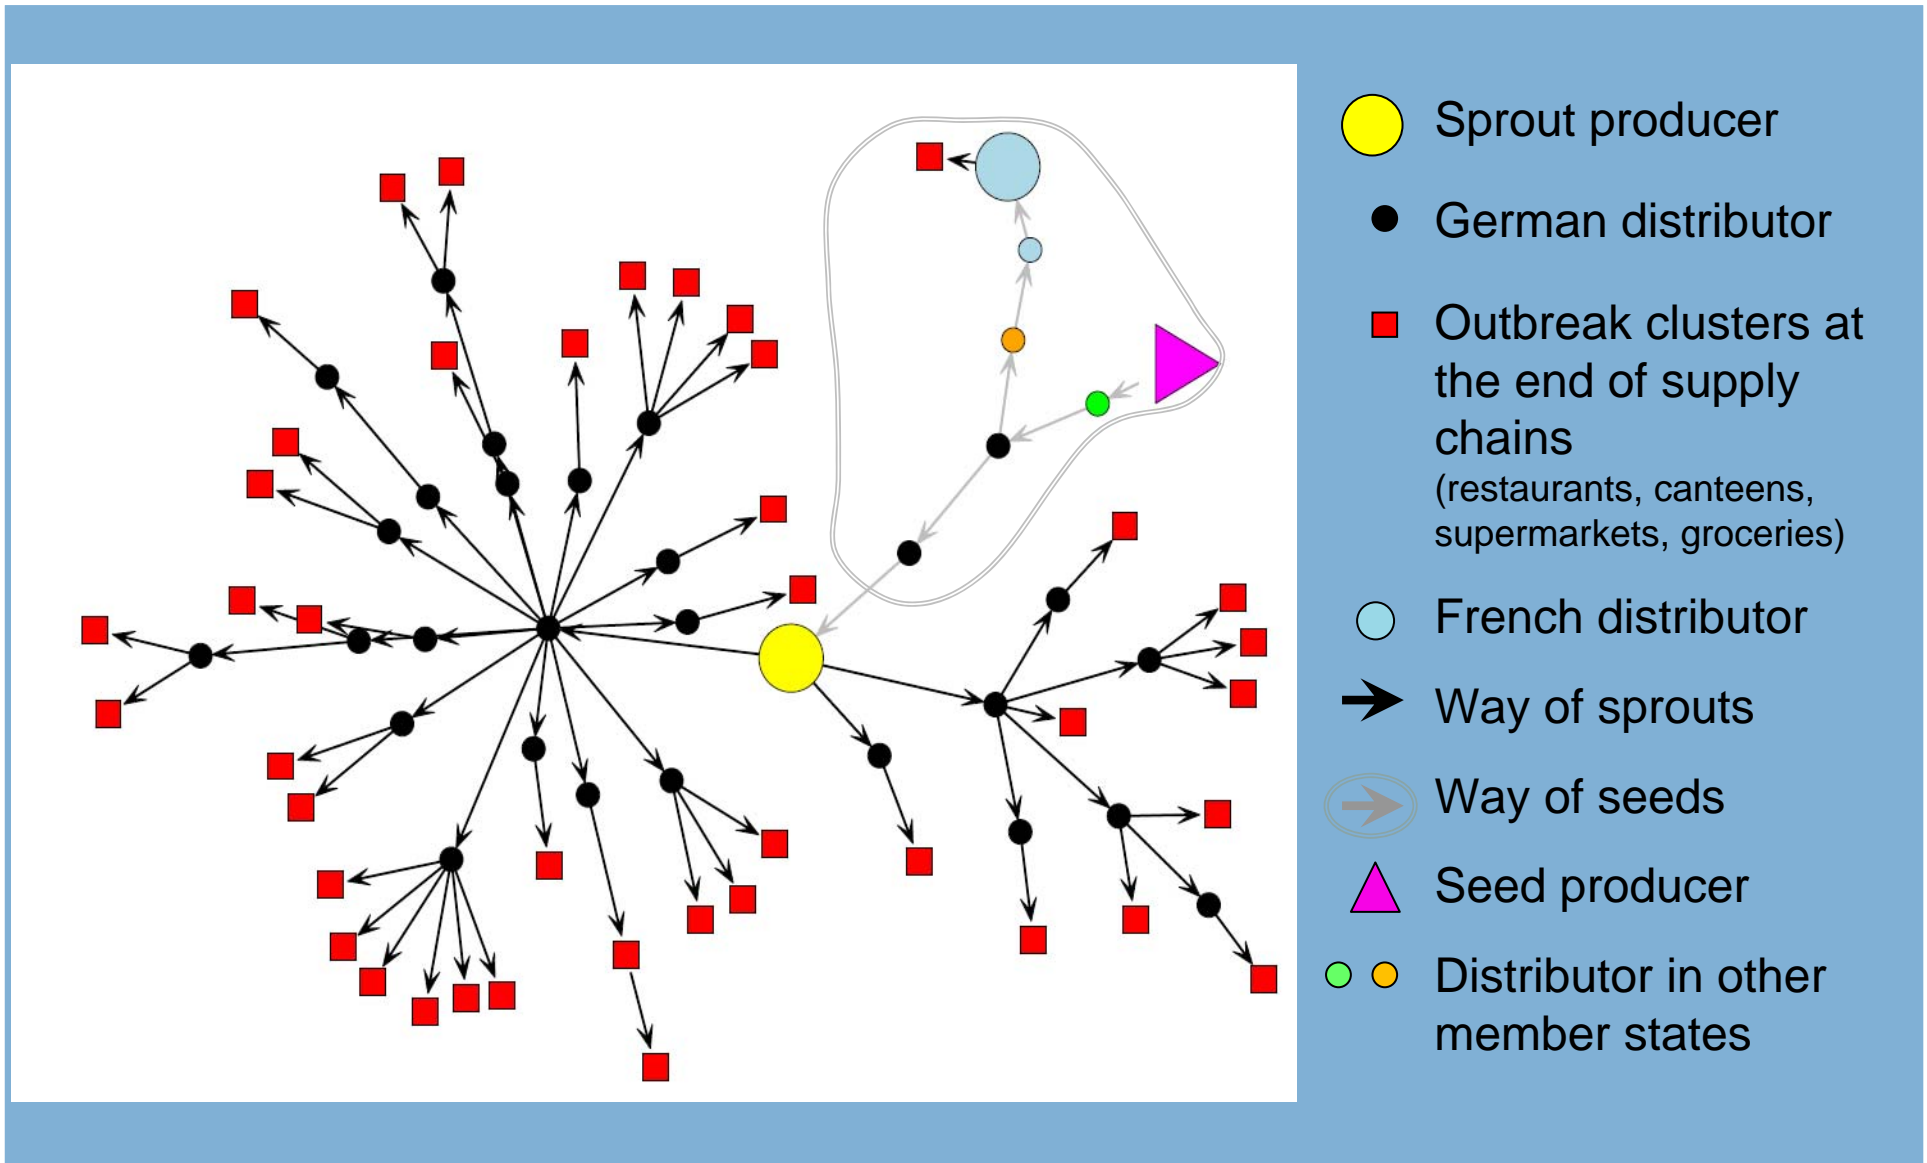 Sprout producer
German distributor
Outbreak clusters at
the end of supply
chains
(restaurants, canteens,
supermarkets, groceries)
French distributor
Way of sprouts
Way of seeds
Seed producer
Distributor in other
member states